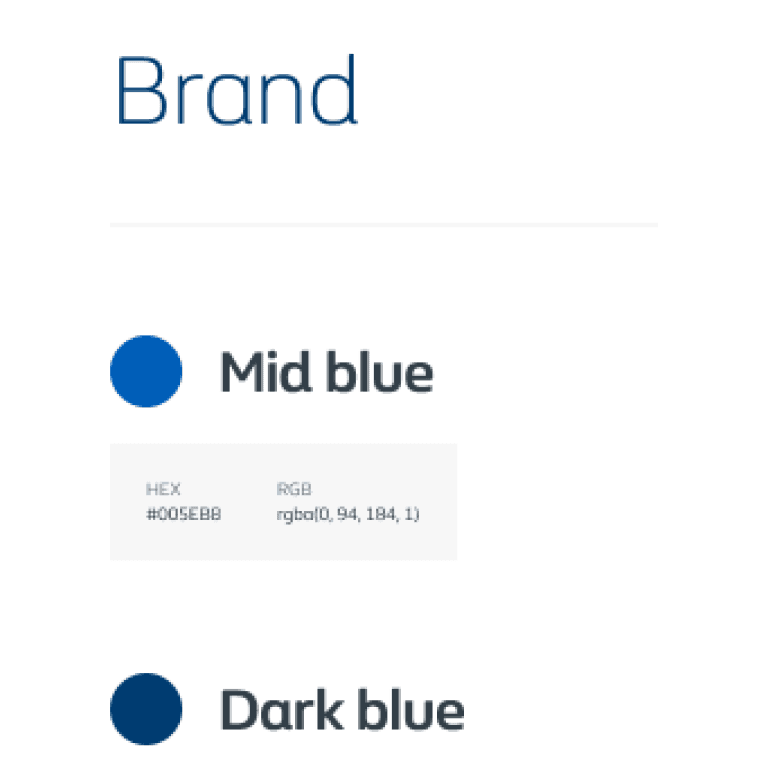 Brand
Mid blue
HEX RGB
#005EB8 rgba(0, 94, 184, 1)
Dark blue